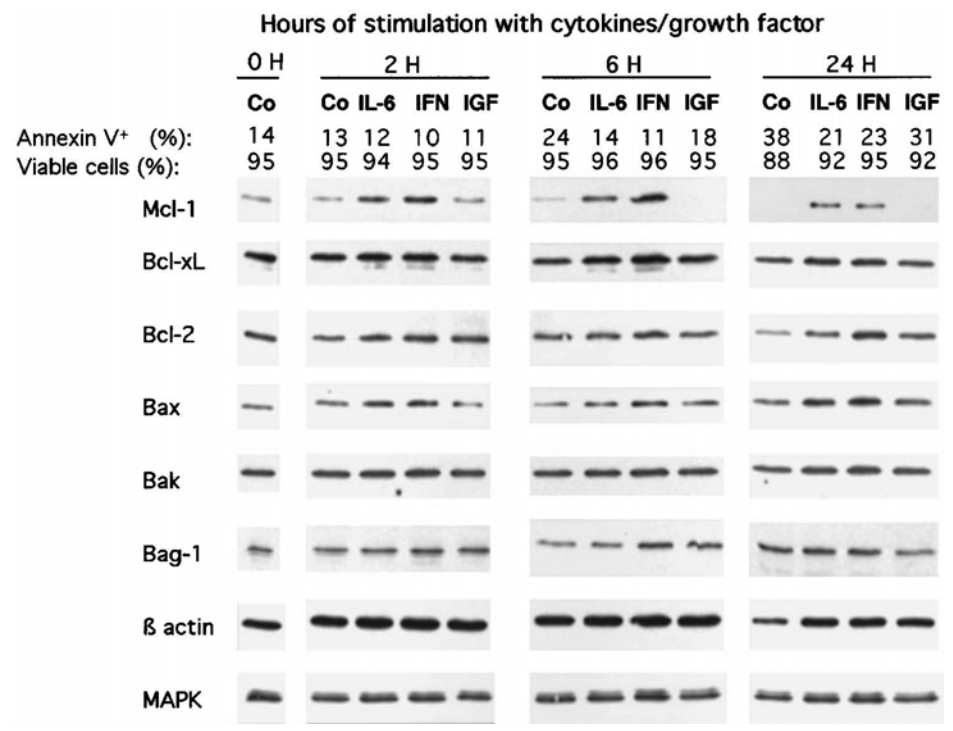 Hours of stimulation with cytokines/growth factor
0 H 2 H 6 H 24 H
Co Co IL-6 IFN IGF Co IL-6 IFN IGF Co IL-6 IFN IGF
Annexin V+ (%): 14 13 12 10 11 24 14 11 18 38 21 23 31
Viable cells (%): 95 95 94 95 95 95 96 96 95 88 92 95 92
Mcl-1
Bcl-xL
Bcl-2
Bax
Bak
Bag-1
ß actin
MAPK